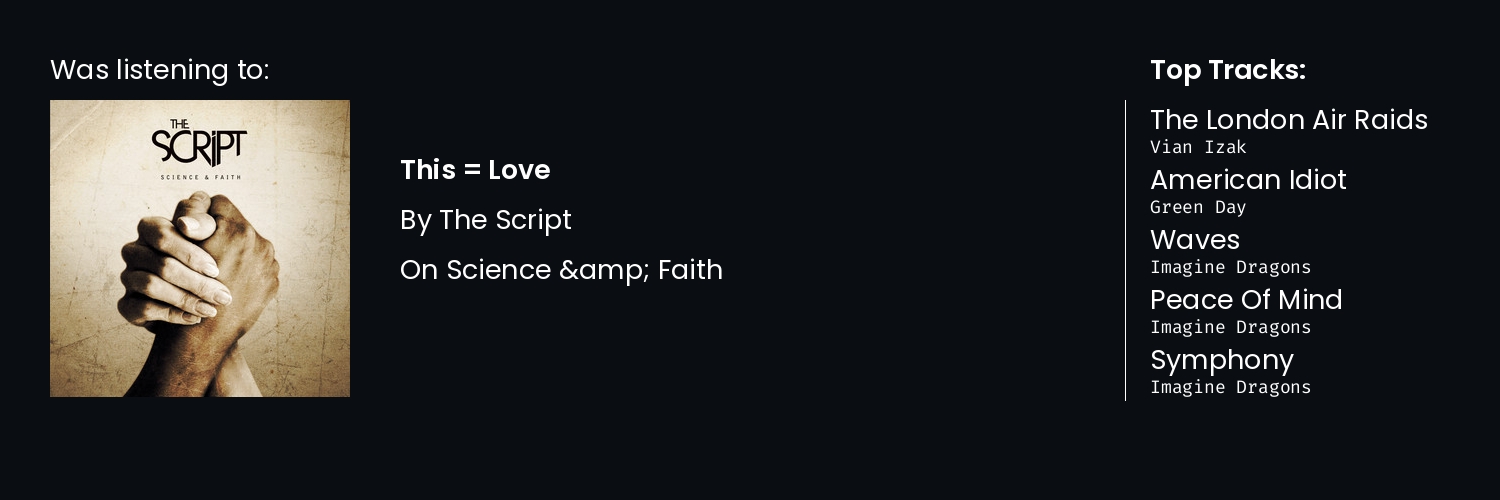 Was listening to:
THE
SCRIPT
SCIENCE & FAITH
This = Love
By The Script
On Science &amp; Faith
Top Tracks:
The London Air Raids
Vian Izak
American Idiot
Green Day
Waves
Imagine Dragons
Peace Of Mind
Imagine Dragons
Symphony
Imagine Dragons